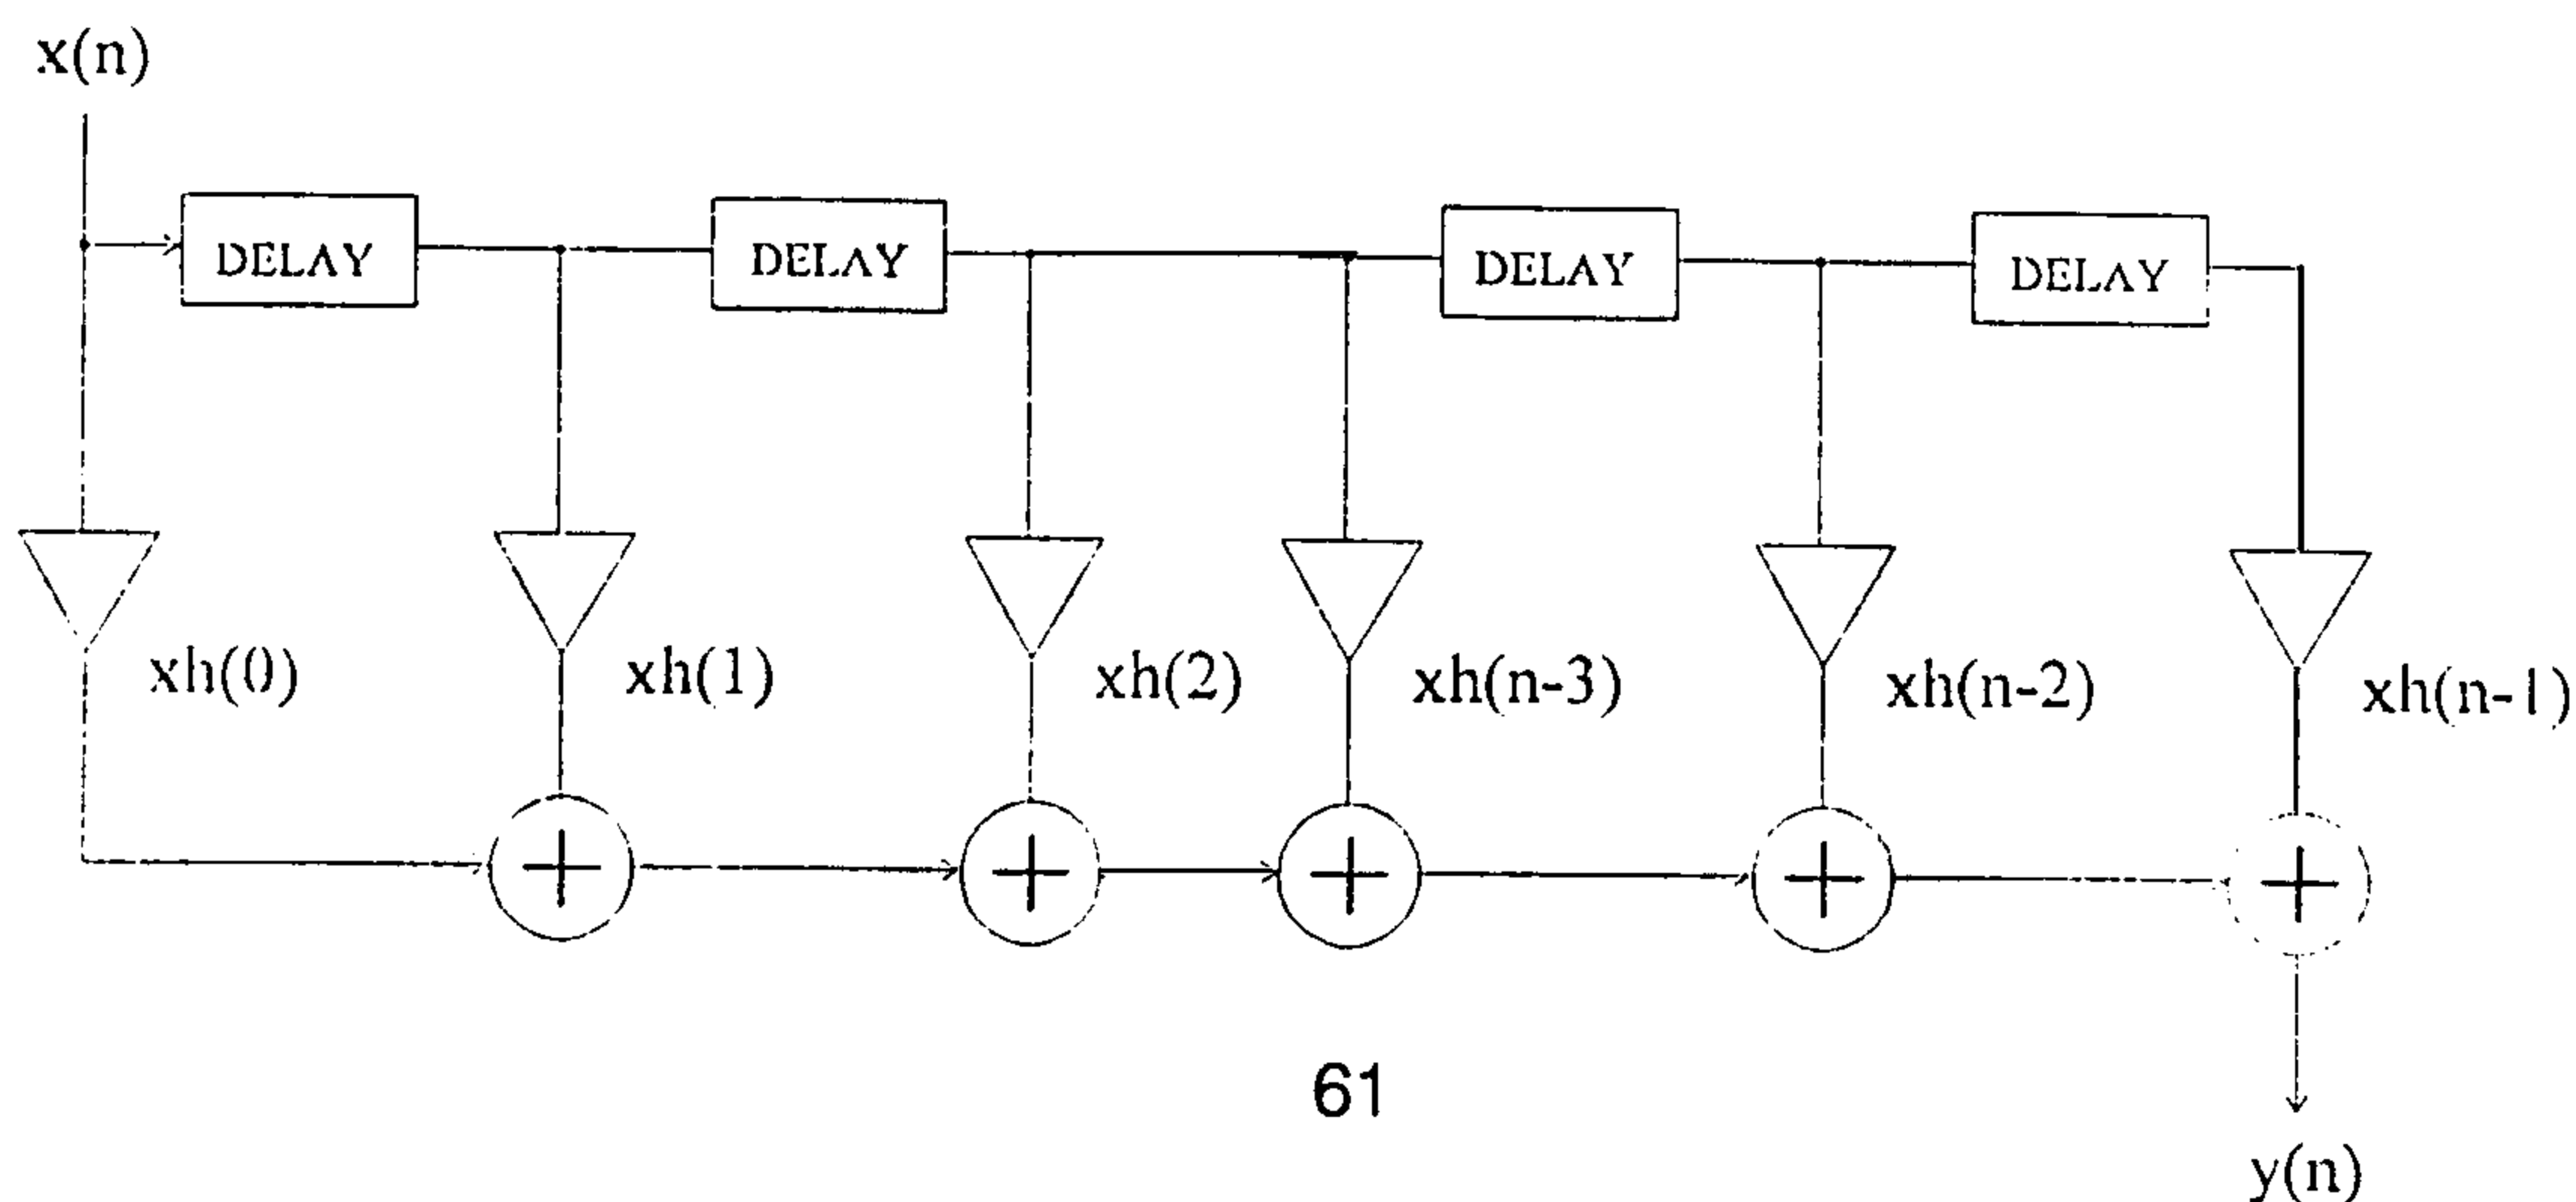 x(n)
DELAY
DELAY
DELAY
DELAY
xh(0)
xh(1)
xh(2)
xh(n-3)
xh(n-2)
xh(n-1)
+
+
+
+
+
61
y(n)